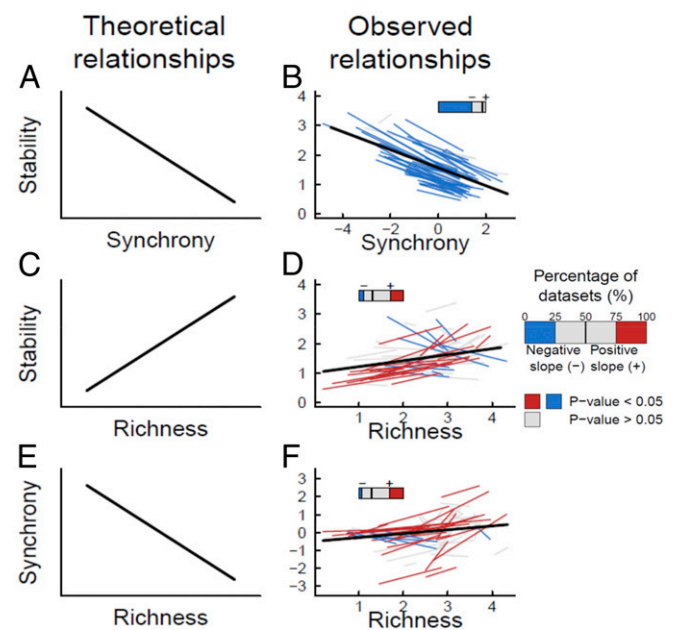 Theoretical
relationships
Observed
relationships
A
Stability
Synchrony
B
− +
4
3
2
1
0
−4 −2 0 2
Synchrony
C
Stability
Richness
D
− +
4
3
2
1
0
1 2 3 4
Richness
Percentage of
datasets (%)
0 25 50 75 100
Negative Positive
slope (−) slope (+)
P−value < 0.05
P−value > 0.05
E
Synchrony
Richness
F
− +
3
2
1
0
−1
−2
−3
1 2 3 4
Richness